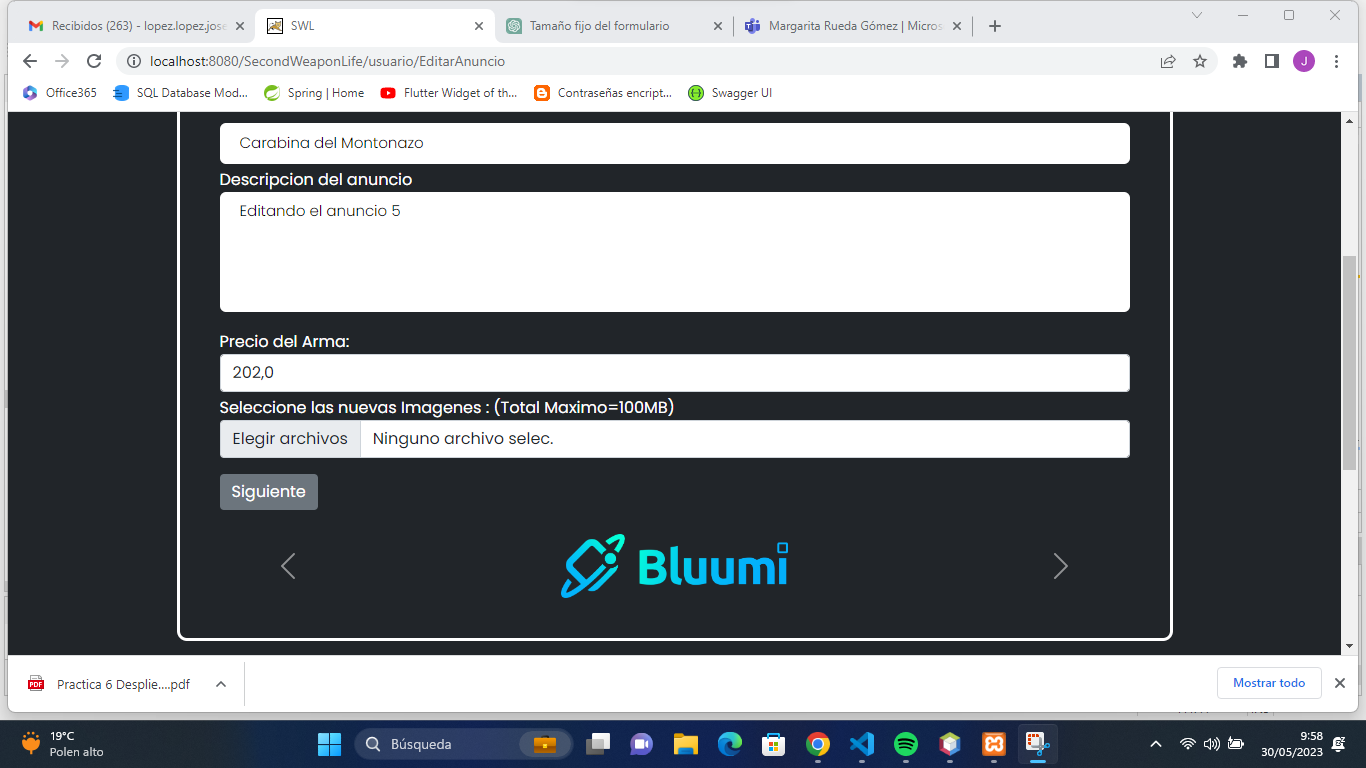 Recibidos (263) - lopez.lopez.jose
SWL
Tamaño fijo del formulario
Margarita Rueda Gómez | Micros
localhost:8080/SecondWeaponLife/usuario/EditarAnuncio
J
Office365
SQL Database Mod...
Spring | Home
Flutter Widget of th...
Contraseñas encript...
Swagger UI
Carabina del Montonazo
Descripcion del anuncio
Editando el anuncio 5
Precio del Arma:
202,0
Seleccione las nuevas Imagenes : (Total Maximo=100MB)
Elegir archivos
Ninguno archivo selec.
Siguiente
Bluumi
PDF
Practica 6 Desplie....pdf
Mostrar todo
19°C
Polen alto
Búsqueda
9:58
30/05/2023